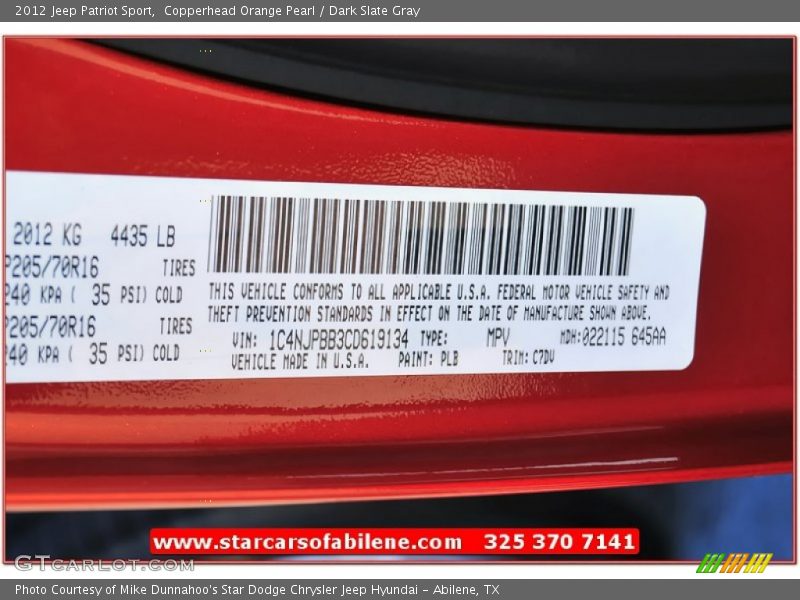 2012 Jeep Patriot Sport, Copperhead Orange Pearl / Dark Slate Gray
2012 KG 4435 LB
P205/70R16 TIRES
240 KPA ( 35 PSI) COLD
P205/70R16 TIRES
240 KPA ( 35 PSI) COLD
THIS VEHICLE CONFORMS TO ALL APPLICABLE U.S.A. FEDERAL MOTOR VEHICLE SAFETY AND
THEFT PREVENTION STANDARDS IN EFFECT ON THE DATE OF MANUFACTURE SHOWN ABOVE.
VIN: 1C4NJPBB3CD619134 TYPE: MPV MDH:022115 645AA
VEHICLE MADE IN U.S.A. PAINT: PLB TRIM: C7DV
www.starcarsofabilene.com 325 370 7141
GTCarLot.com
Photo Courtesy of Mike Dunnahoo's Star Dodge Chrysler Jeep Hyundai - Abilene, TX